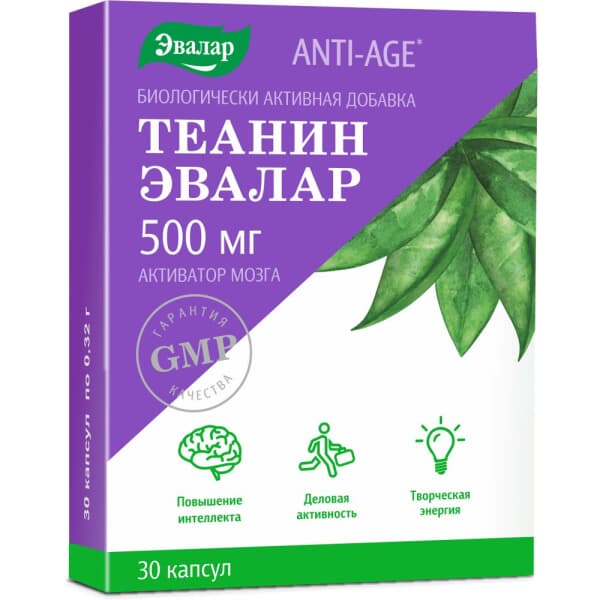 Эвалар
ANTI-AGE*
БИОЛОГИЧЕСКИ АКТИВНАЯ ДОБАВКА
ТЕАНИН
ЭВАЛАР
500 мг
АКТИВАТОР МОЗГА
ГАРАНТИЯ
GMP
КАЧЕСТВА
30 капсул по 0,32 г
Повышение
интеллекта
Деловая
активность
Творческая
энергия
30 капсул